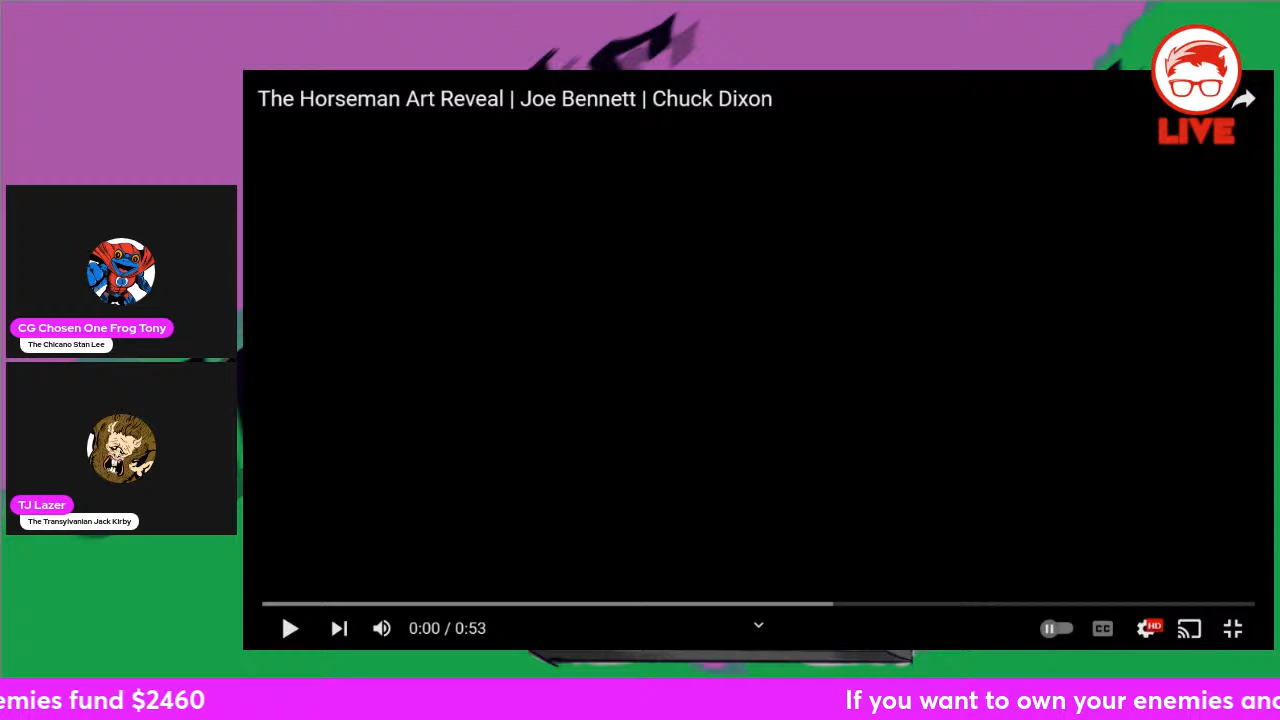 The Horseman Art Reveal | Joe Bennett | Chuck Dixon
LIVE
CG Chosen One Frog Tony
The Chicano Stan Lee
TJ Lazer
The Transylvanian Jack Kirby
0:00 / 0:53
CC
HD
emies fund $2460
If you want to own your enemies and